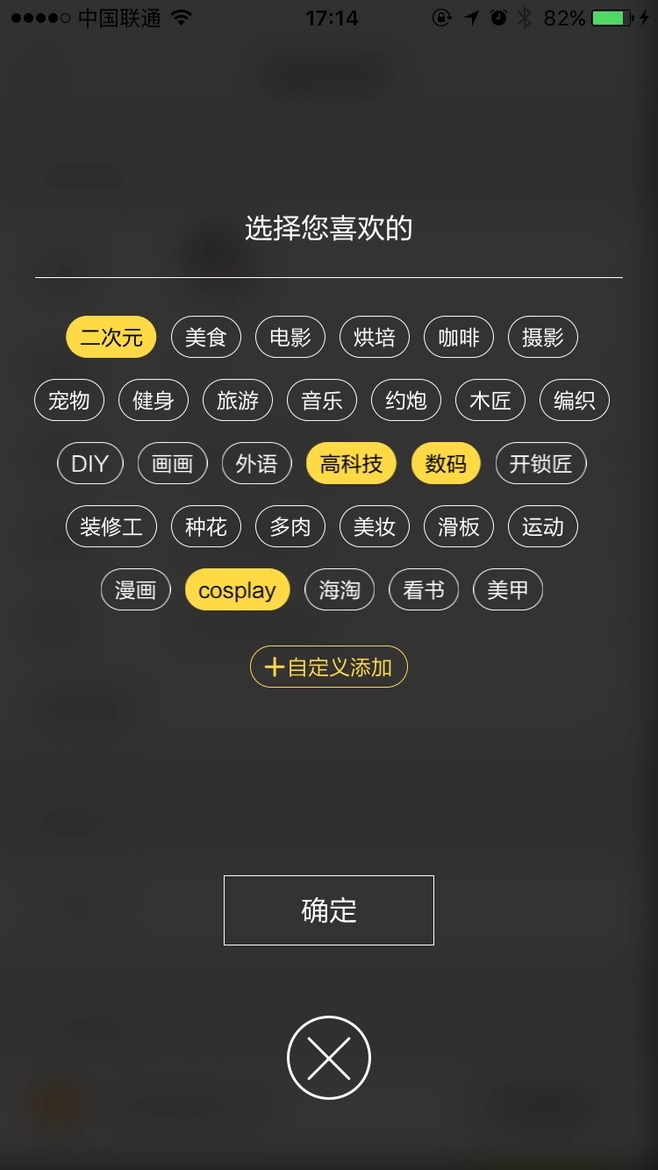 中国联通 17:14 82%
选择您喜欢的
二次元 美食 电影 烘培 咖啡 摄影
宠物 健身 旅游 音乐 约炮 木匠 编织
DIY 画画 外语 高科技 数码 开锁匠
装修工 种花 多肉 美妆 滑板 运动
漫画 cosplay 海淘 看书 美甲
+自定义添加
确定